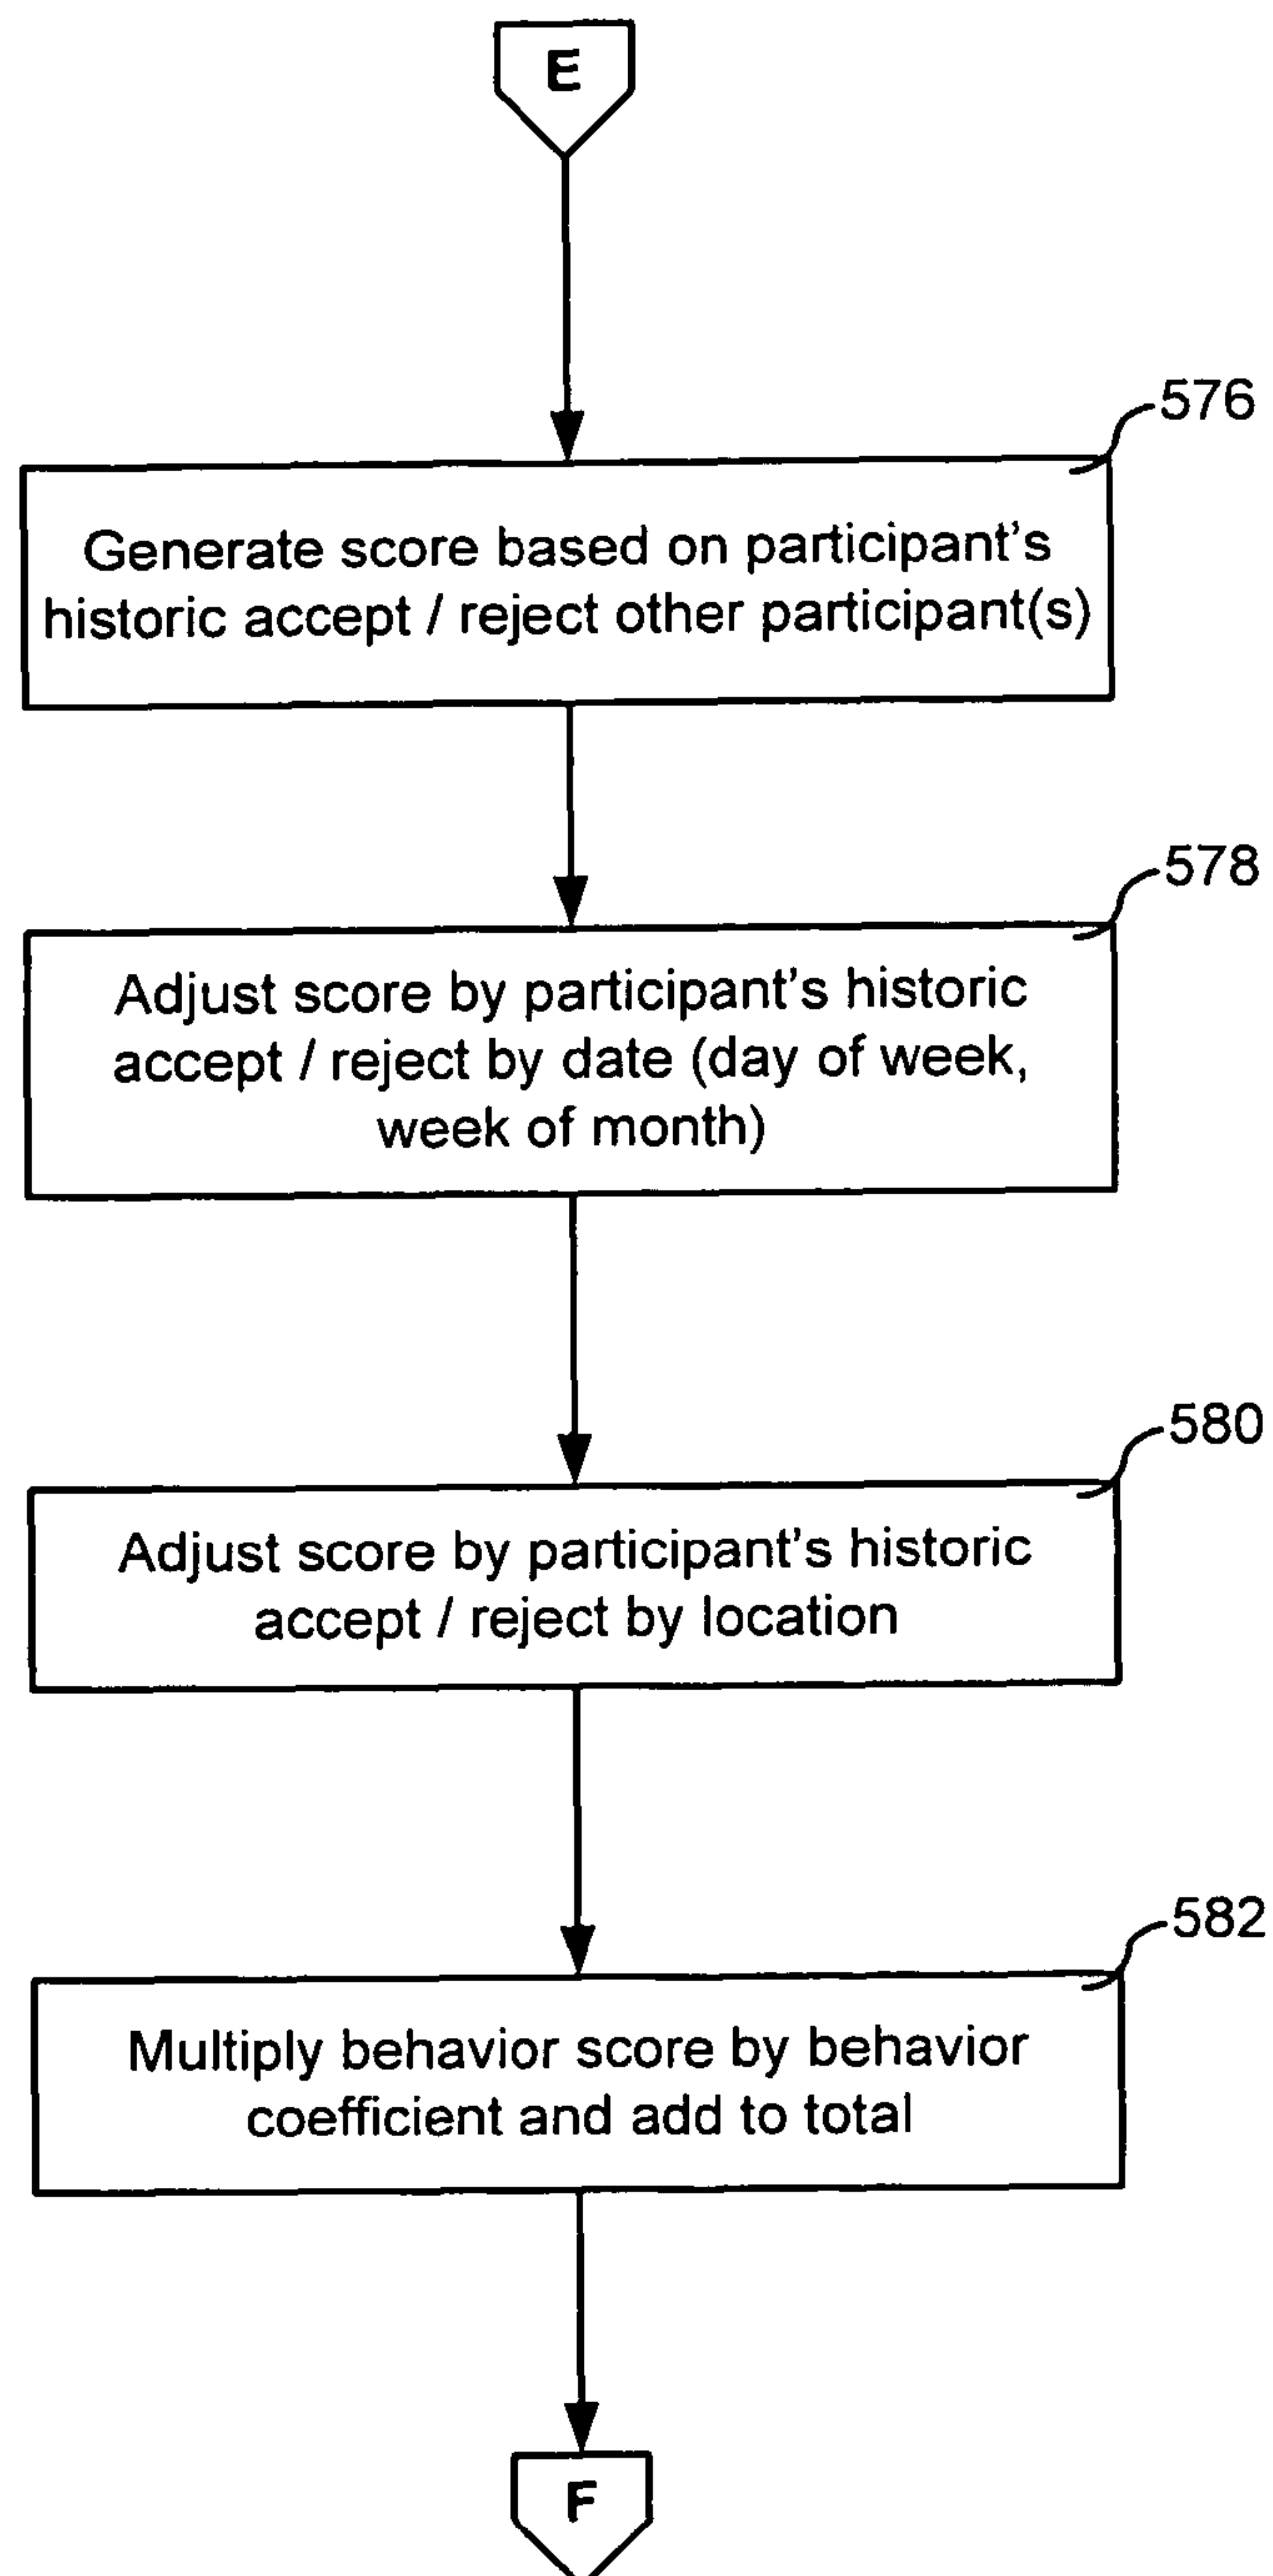 E
576
Generate score based on participant's
historic accept / reject other participant(s)
578
Adjust score by participant's historic
accept / reject by date (day of week,
week of month)
580
Adjust score by participant's historic
accept / reject by location
582
Multiply behavior score by behavior
coefficient and add to total
F